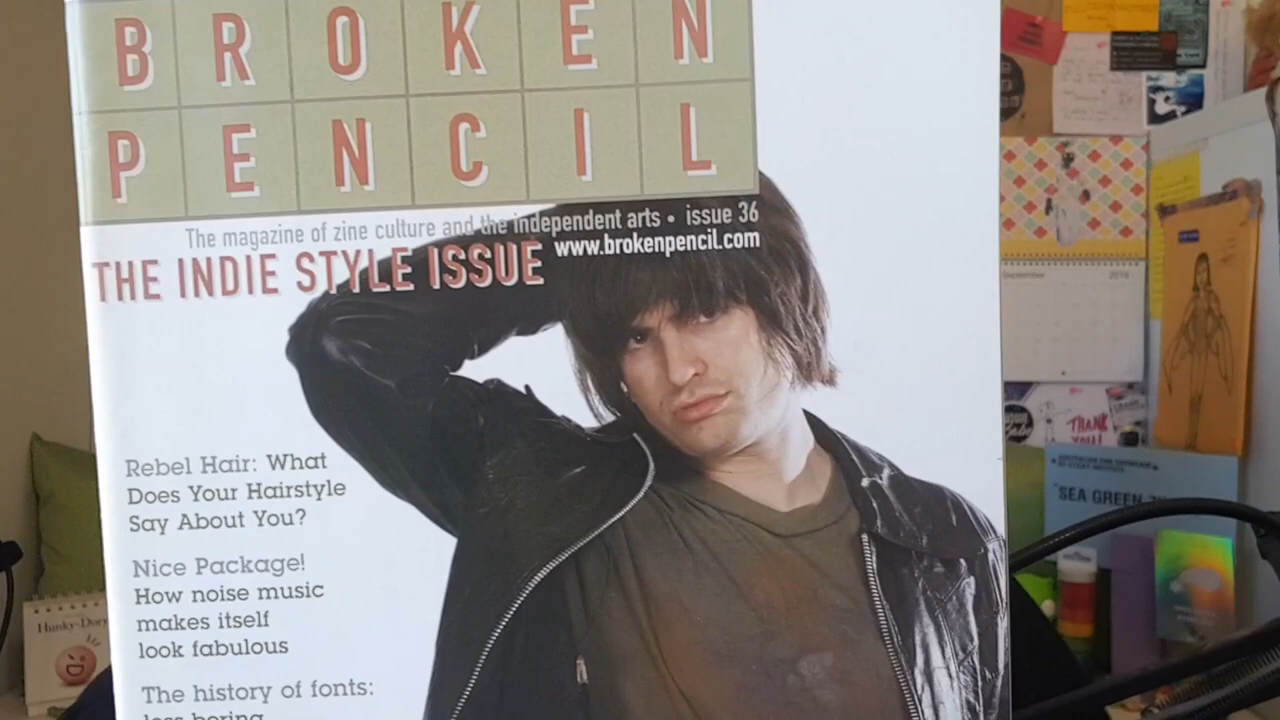 BROKEN
PENCIL
The magazine of zine culture and the independent arts • issue 36
www.brokenpencil.com
THE INDIE STYLE ISSUE
Rebel Hair: What
Does Your Hairstyle
Say About You?
Nice Package!
How noise music
makes itself
look fabulous
The history of fonts:
less boring
Hunky-Dory
September
THANK
YOU!
"SEA GREEN